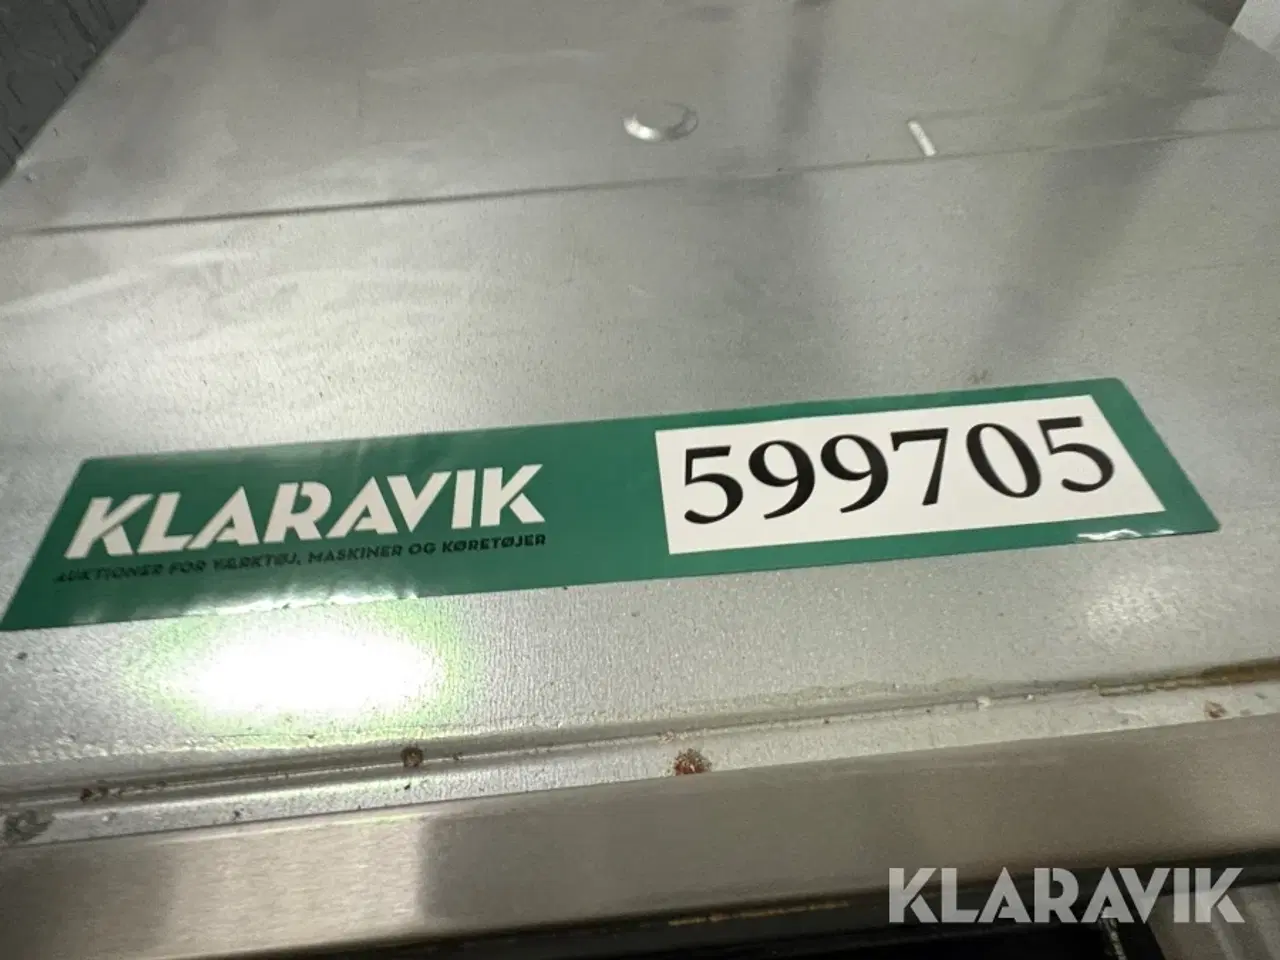 KLARAVIK
AUKTIONER FOR VÆRKTØJ, MASKINER OG KØRETØJER
599705
KLARAVIK